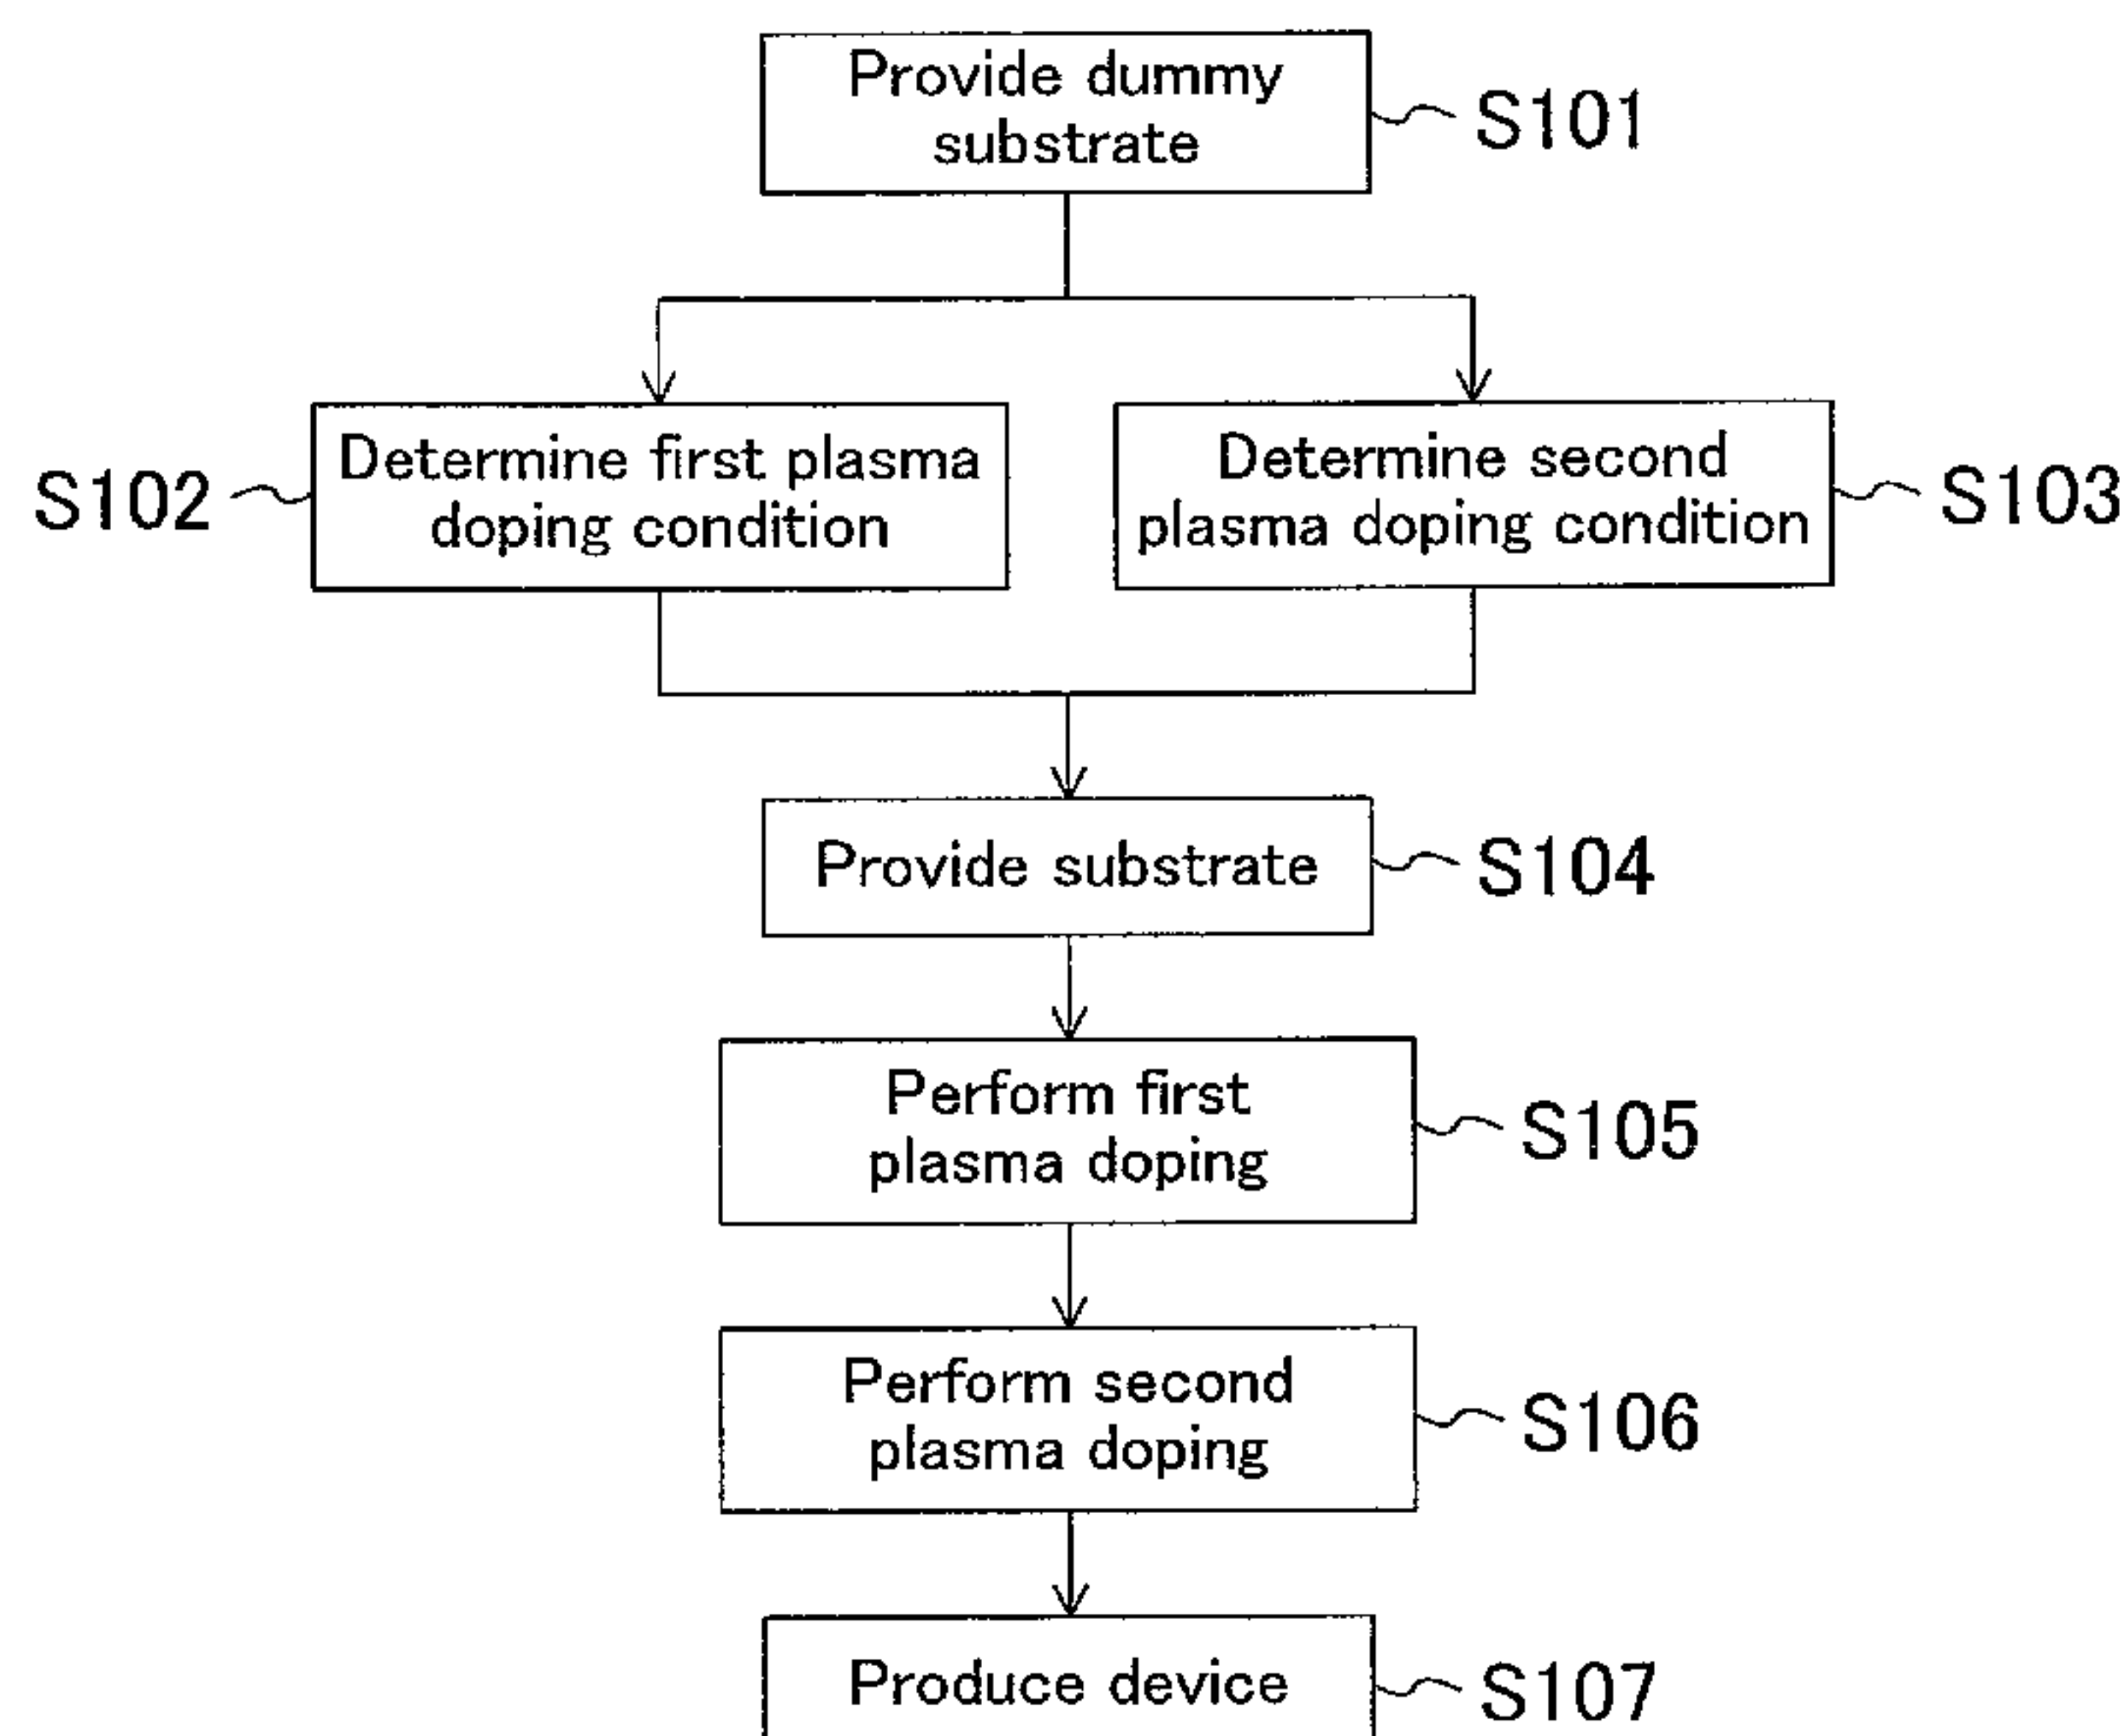 Provide dummy
substrate
S101
S102
Determine first plasma
doping condition
Determine second
plasma doping condition
S103
Provide substrate
S104
Perform first
plasma doping
S105
Perform second
plasma doping
S106
Produce device
S107